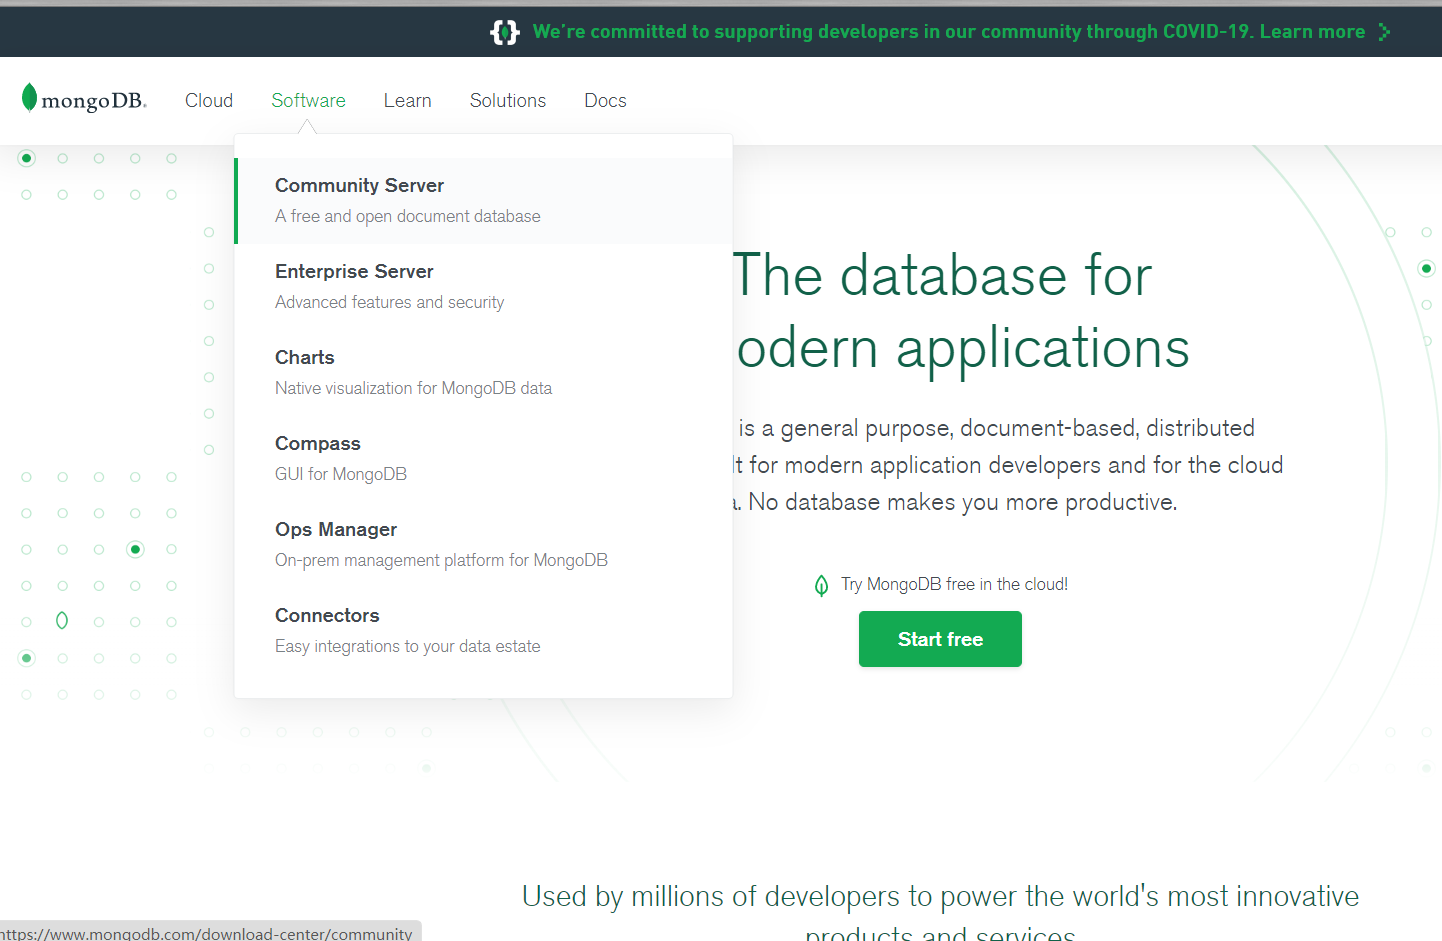 We're committed to supporting developers in our community through COVID-19. Learn more
mongoDB.
Cloud
Software
Learn
Solutions
Docs
Community Server
A free and open document database
Enterprise Server
Advanced features and security
Charts
Native visualization for MongoDB data
Compass
GUI for MongoDB
Ops Manager
On-prem management platform for MongoDB
Connectors
Easy integrations to your data estate
The database for
odern applications
is a general purpose, document-based, distributed
lt for modern application developers and for the cloud
a. No database makes you more productive.
Try MongoDB free in the cloud!
Start free
Used by millions of developers to power the world's most innovative
products and services.
https://www.mongodb.com/download-center/community